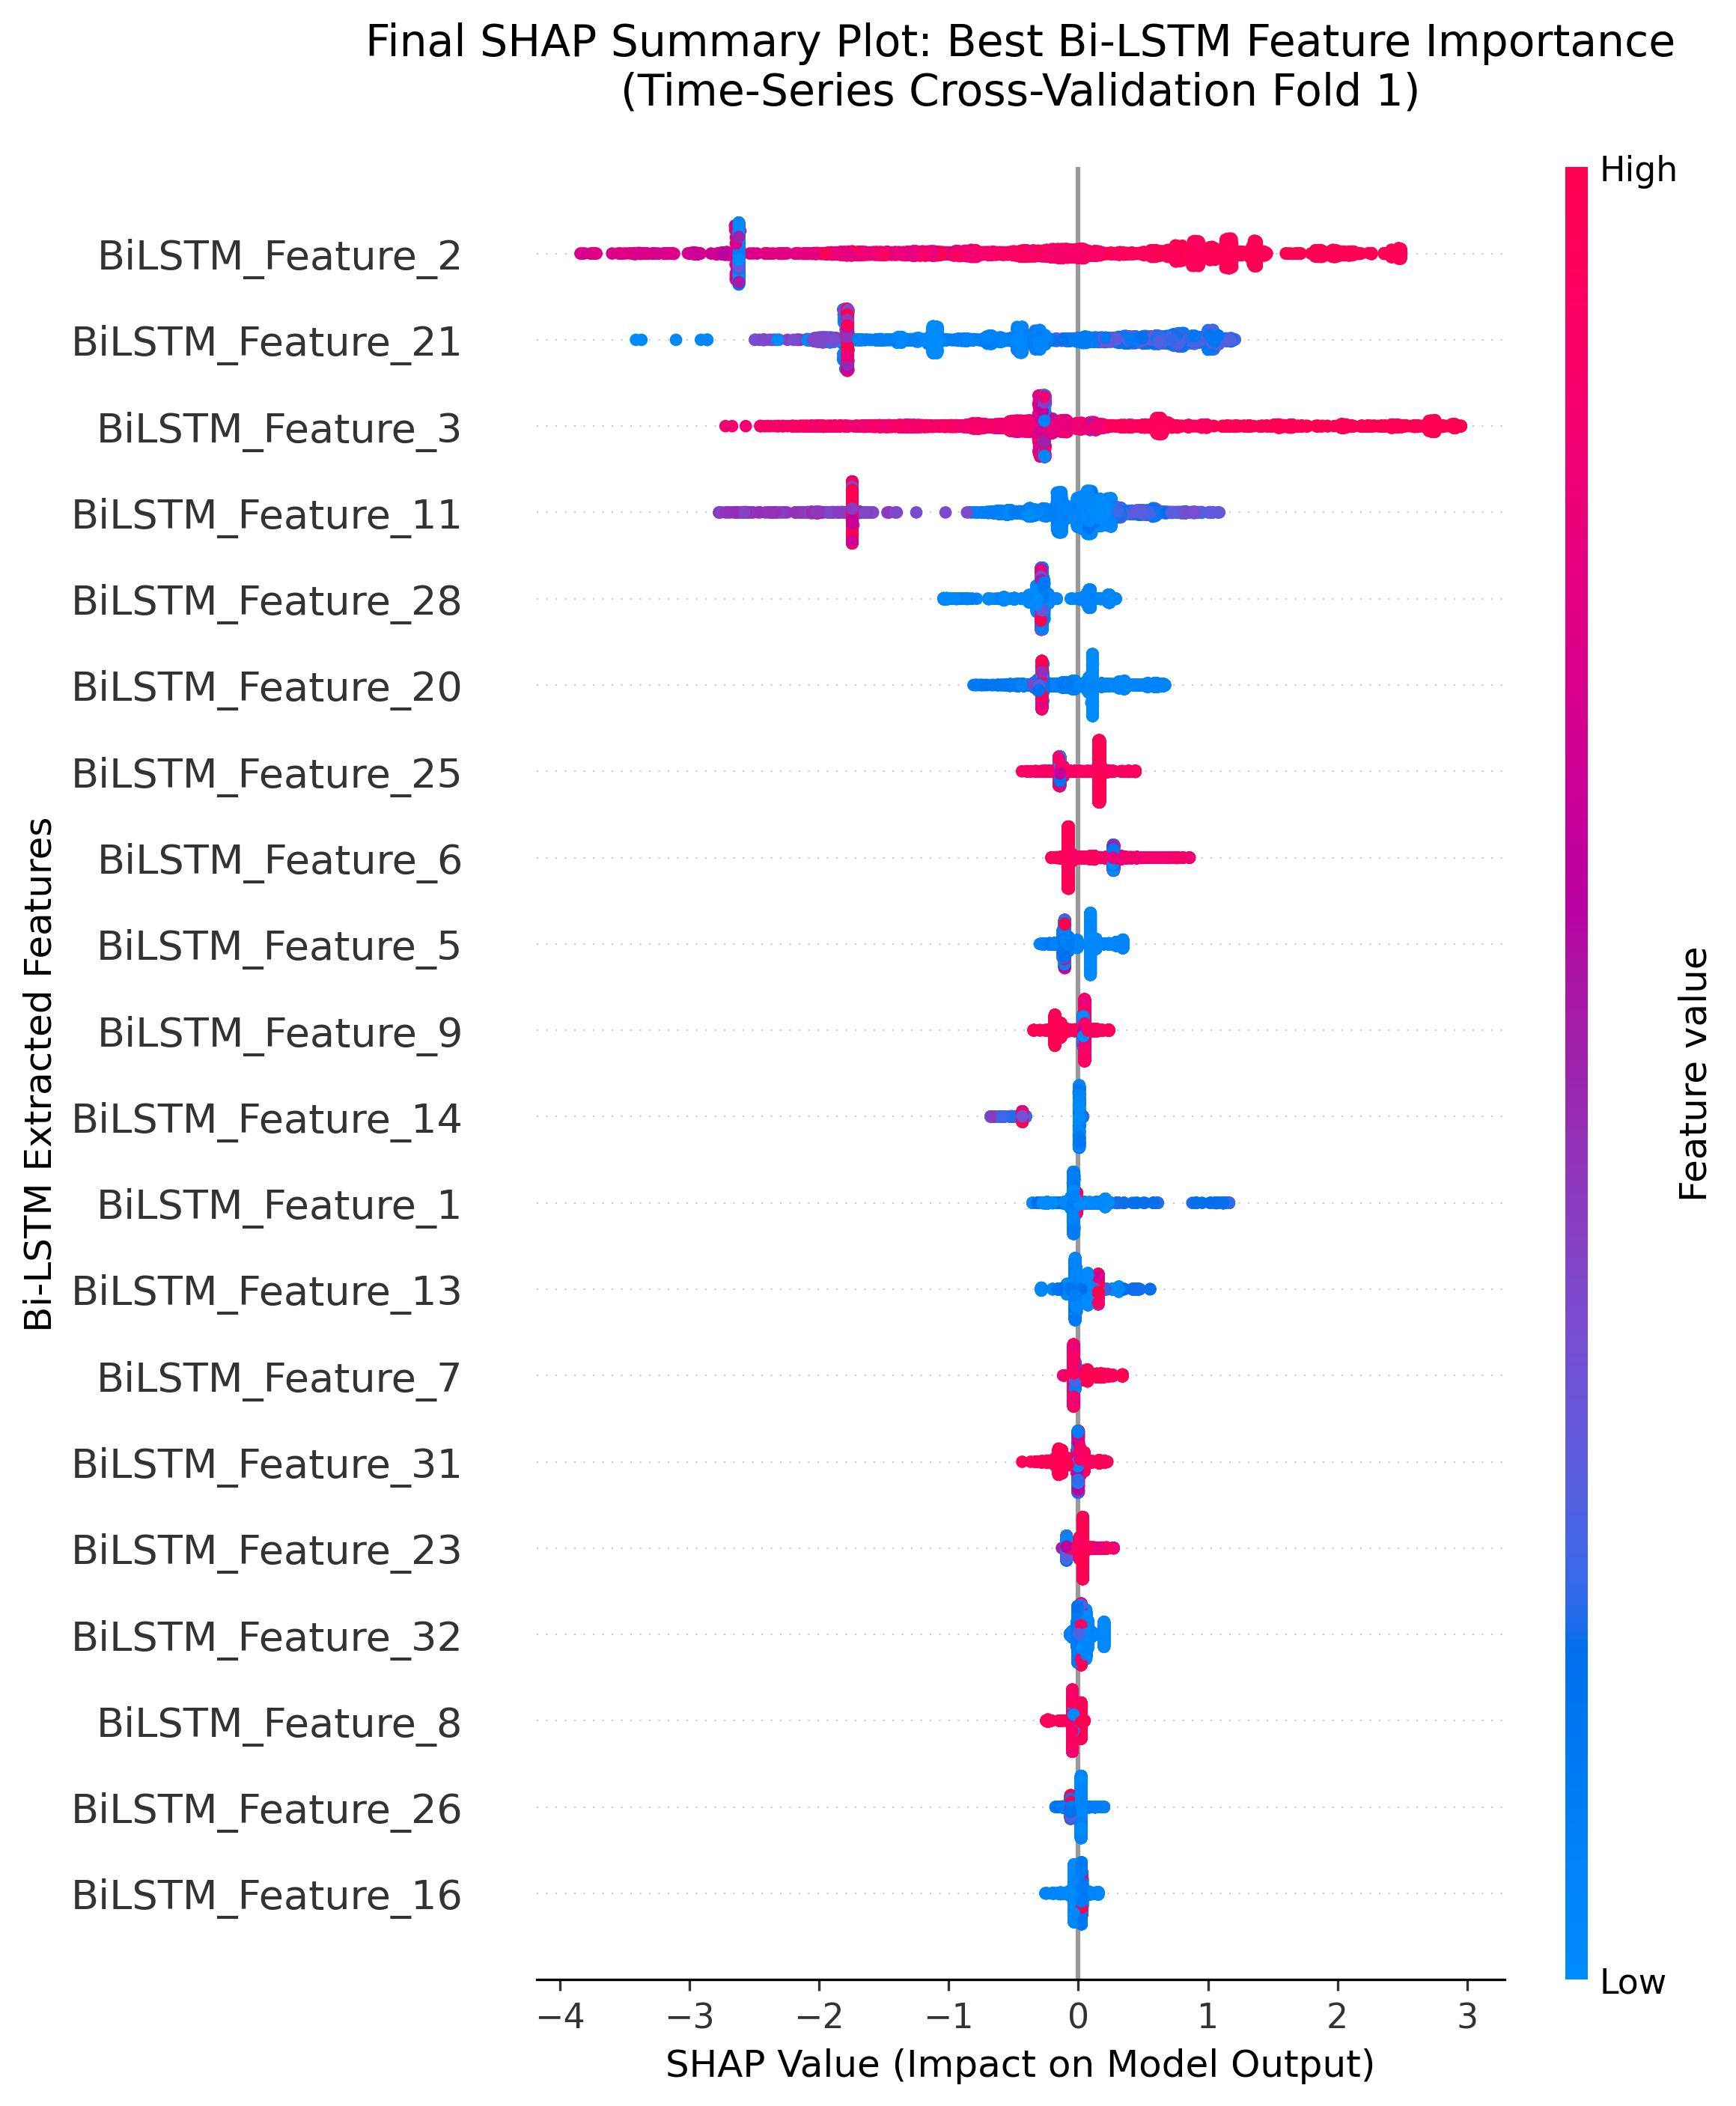 Final SHAP Summary Plot: Best Bi-LSTM Feature Importance
(Time-Series Cross-Validation Fold 1)
High
BiLSTM_Feature_2
BiLSTM_Feature_21
BiLSTM_Feature_3
BiLSTM_Feature_11
BiLSTM_Feature_28
BiLSTM_Feature_20
BiLSTM_Feature_25
BiLSTM_Feature_6
BiLSTM_Feature_5
BiLSTM_Feature_9
BiLSTM_Feature_14
BiLSTM_Feature_1
BiLSTM_Feature_13
BiLSTM_Feature_7
BiLSTM_Feature_31
BiLSTM_Feature_23
BiLSTM_Feature_32
BiLSTM_Feature_8
BiLSTM_Feature_26
BiLSTM_Feature_16
Bi-LSTM Extracted Features
Feature value
Low
−4 −3 −2 −1 0 1 2 3
SHAP Value (Impact on Model Output)